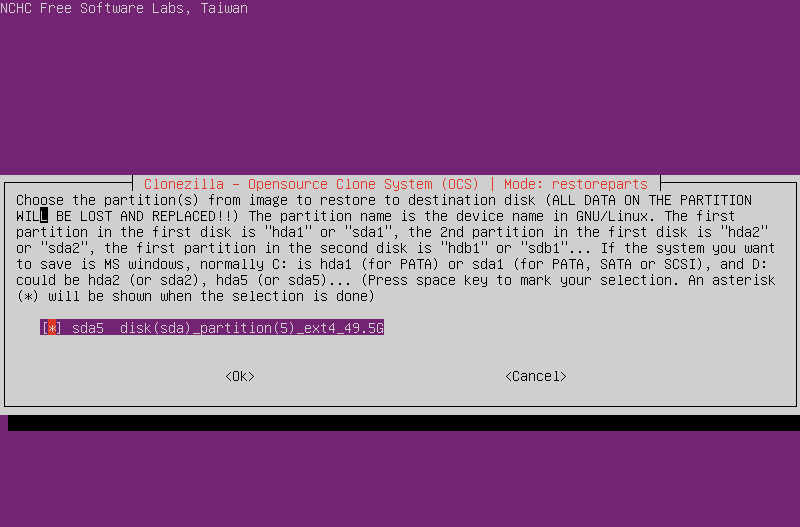 NCHC Free Software Labs, Taiwan
Clonezilla - Opensource Clone System (OCS) | Mode: restoreparts
Choose the partition(s) from image to restore to destination disk (ALL DATA ON THE PARTITION
WILL BE LOST AND REPLACED!!) The partition name is the device name in GNU/Linux. The first
partition in the first disk is "hda1" or "sda1", the 2nd partition in the first disk is "hda2"
or "sda2", the first partition in the second disk is "hdb1" or "sdb1"... If the system you want
to save is MS windows, normally C: is hda1 (for PATA) or sda1 (for PATA, SATA or SCSI), and D:
could be hda2 (or sda2), hda5 (or sda5)... (Press space key to mark your selection. An asterisk
(*) will be shown when the selection is done)
[*] sda5 disk(sda)_partition(5)_ext4_49.5G
<Ok> <Cancel>